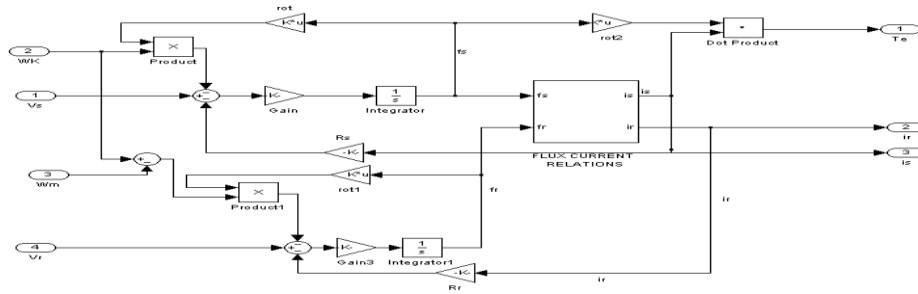 rot
K*u
K*u
rot2
1
Te
Dot Product
2
WK
×
Product
fs
1
Vs
K-
Gain
1
s
Integrator
fs
is
is
fr
ir
2
ir
Rs
-K-
FLUX CURRENT
RELATIONS
3
is
3
Wm
×
Product1
K*u
rot1
fr
ir
4
Vr
K-
Gain3
1
s
Integrator1
-K-
Rr
ir